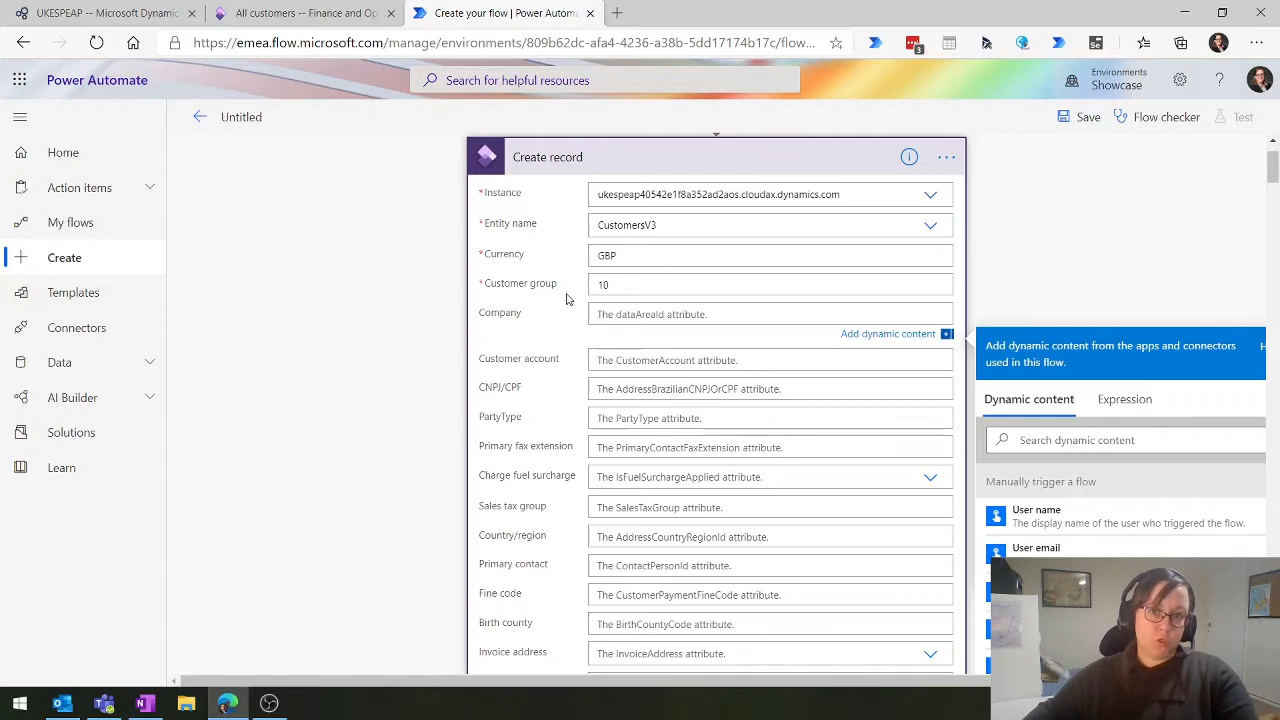 UKESPEAP -- Microsoft Dynamic
All customers -- Finance and Op
Create your flow | Power Automa
https://emea.flow.microsoft.com/manage/environments/809b62dc-afa4-4236-a38b-5dd17174b17c/flow...
3
Se
Power Automate
Search for helpful resources
Environments
Showcase
?
Untitled
Save
Flow checker
Test
Home
Action items
My flows
Create
Templates
Connectors
Data
AI Builder
Solutions
Learn
Create record
* Instance
ukespeap40542e1f8a352ad2aos.cloudax.dynamics.com
* Entity name
CustomersV3
* Currency
GBP
* Customer group
10
Company
The dataAreaId attribute.
Add dynamic content
Customer account
The CustomerAccount attribute.
CNPJ/CPF
The AddressBrazilianCNPJOrCPF attribute.
PartyType
The PartyType attribute.
Primary fax extension
The PrimaryContactFaxExtension attribute.
Charge fuel surcharge
The IsFuelSurchargeApplied attribute.
Sales tax group
The SalesTaxGroup attribute.
Country/region
The AddressCountryRegionId attribute.
Primary contact
The ContactPersonId attribute.
Fine code
The CustomerPaymentFineCode attribute.
Birth county
The BirthCountyCode attribute.
Invoice address
The InvoiceAddress attribute.
Add dynamic content from the apps and connectors
used in this flow.
H
Dynamic content
Expression
Search dynamic content
Manually trigger a flow
User name
The display name of the user who triggered the flow.
User email